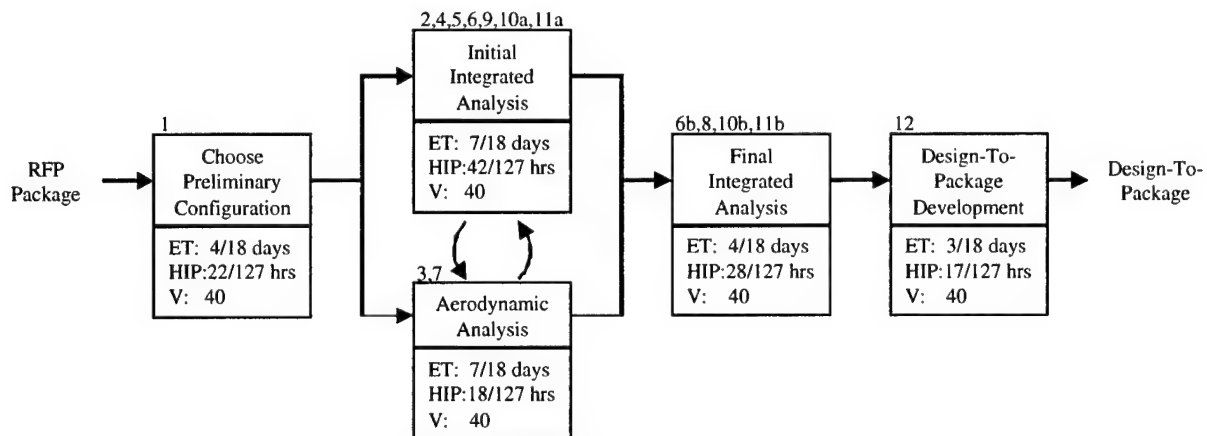 RFP
Package
1
Choose
Preliminary
Configuration
ET: 4/18 days
HIP:22/127 hrs
V: 40
2,4,5,6,9,10a,11a
Initial
Integrated
Analysis
ET: 7/18 days
HIP:42/127 hrs
V: 40
3,7
Aerodynamic
Analysis
ET: 7/18 days
HIP:18/127 hrs
V: 40
6b,8,10b,11b
Final
Integrated
Analysis
ET: 4/18 days
HIP:28/127 hrs
V: 40
12
Design-To-
Package
Development
ET: 3/18 days
HIP:17/127 hrs
V: 40
Design-To-
Package